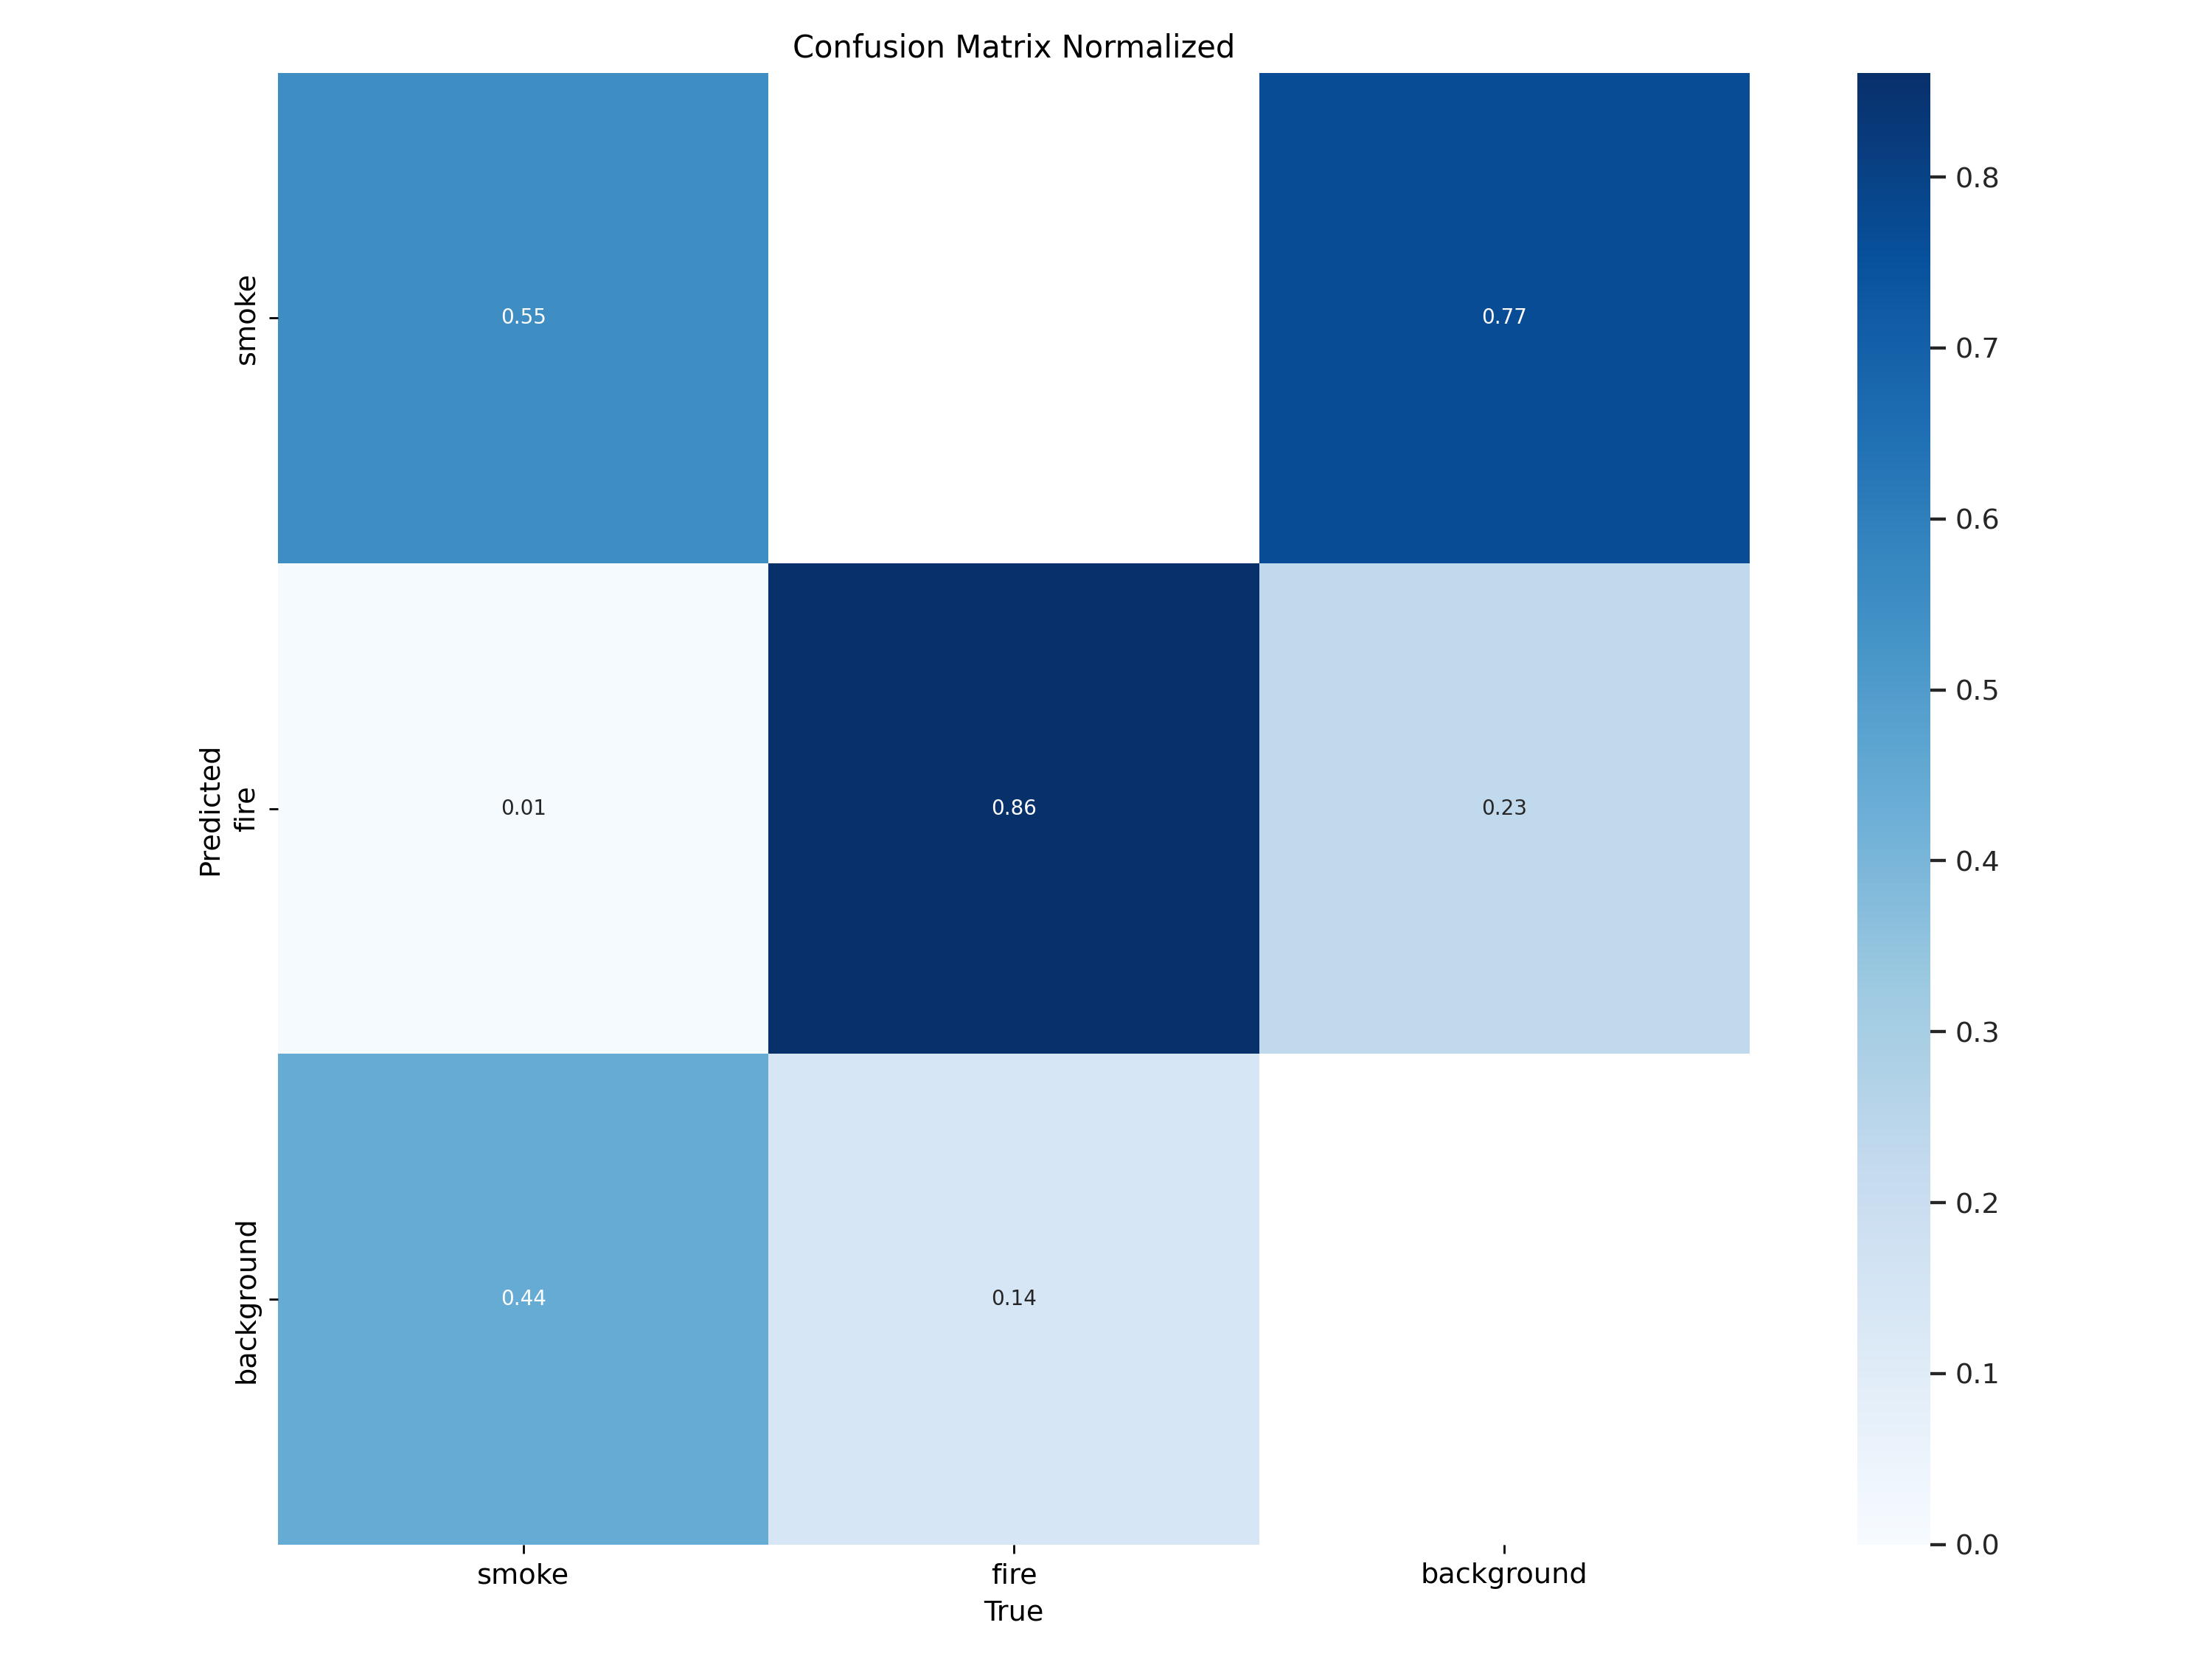 Confusion Matrix Normalized
smoke
0.55
0.77
0.8
0.7
0.6
0.5
Predicted
fire
0.01
0.86
0.23
0.4
0.3
background
0.44
0.14
0.2
0.1
0.0
smoke
fire
background
True